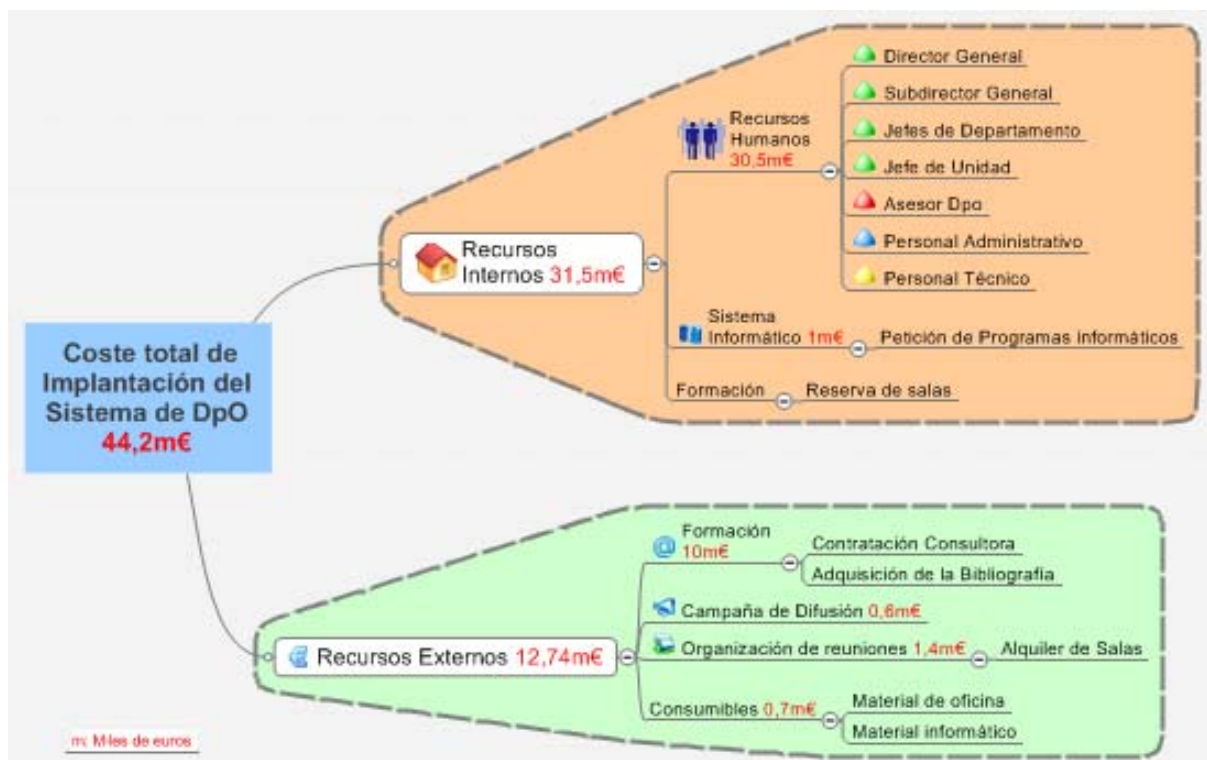 Coste total de
Implantación del
Sistema de DpO
44,2m€
Recursos
Internos 31,5m€
Recursos
Humanos
30,5m€
Director General
Subdirector General
Jefes de Departamento
Jefe de Unidad
Asesor Dpo
Personal Administrativo
Personal Técnico
Sistema
Informático 1m€
Petición de Programas informáticos
Formación
Reserva de salas
Recursos Externos 12,74m€
Formación
10m€
Contratación Consultora
Adquisición de la Bibliografía
Campaña de Difusión 0,6m€
Organización de reuniones 1,4m€
Alquiler de Salas
Consumibles 0,7m€
Material de oficina
Material informático
m: Miles de euros